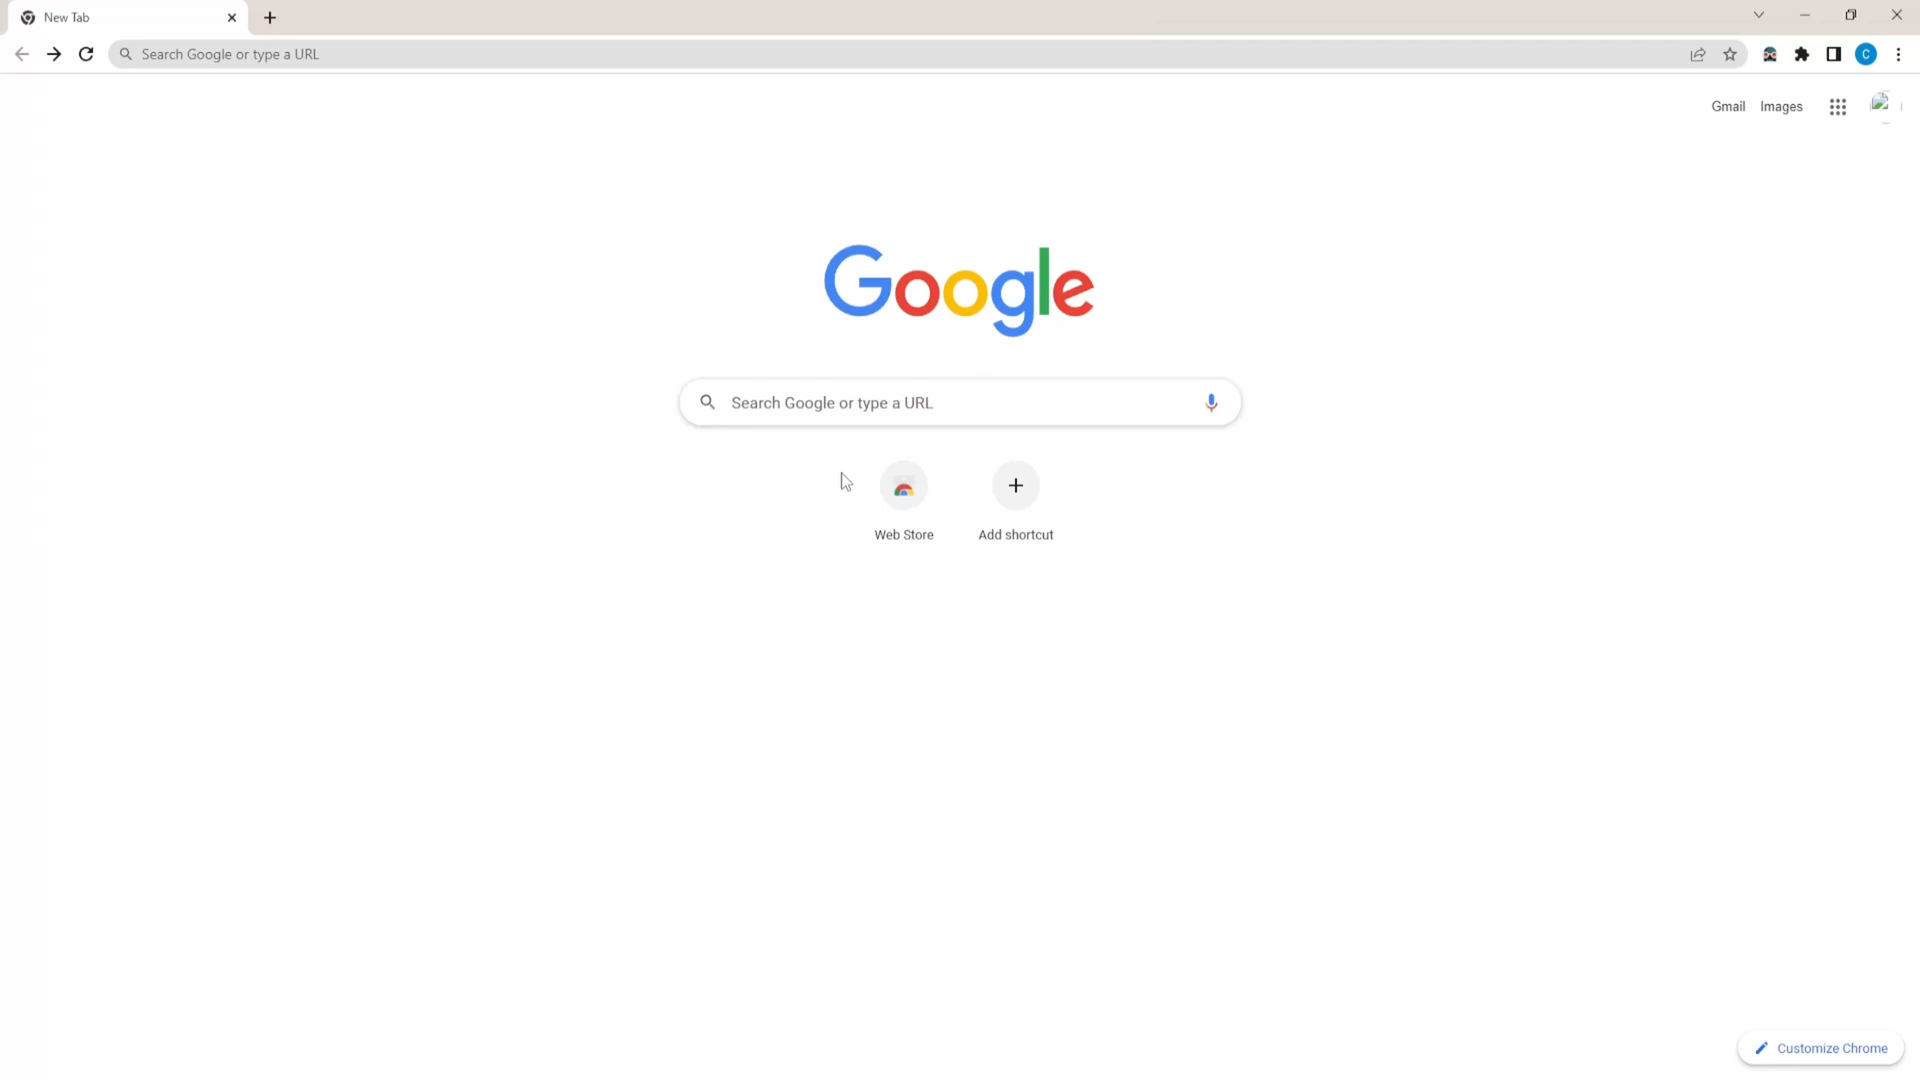 New Tab
Search Google or type a URL
C
Gmail Images
Google
Search Google or type a URL
Web Store Add shortcut
Customize Chrome